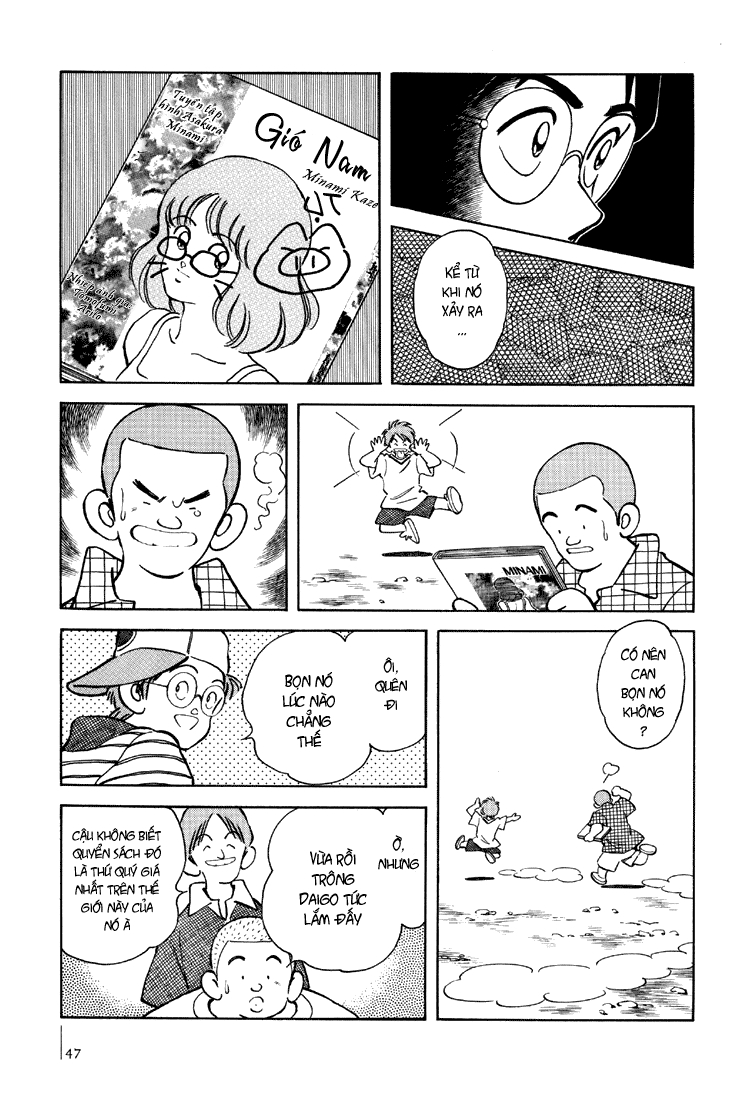 Tuyển tập
hình Asakura
Minami
Gió Nam
Minami Kaze
KỂ TỪ
KHI NÓ
XẢY RA
...
MINAMI
ÔI,
QUÊN
ĐI
BỌN NÓ
LÚC NÀO
CHẲNG
THẾ
CÓ NÊN
CAN
BỌN NÓ
KHÔNG
?
Ờ,
NHƯNG
VỪA RỒI
TRÔNG
DAIGO TỨC
LẮM ĐẤY
CẬU KHÔNG BIẾT
QUYỂN SÁCH ĐÓ
LÀ THỨ QUÝ GIÁ
NHẤT TRÊN THẾ
GIỚI NÀY CỦA
NÓ À
47